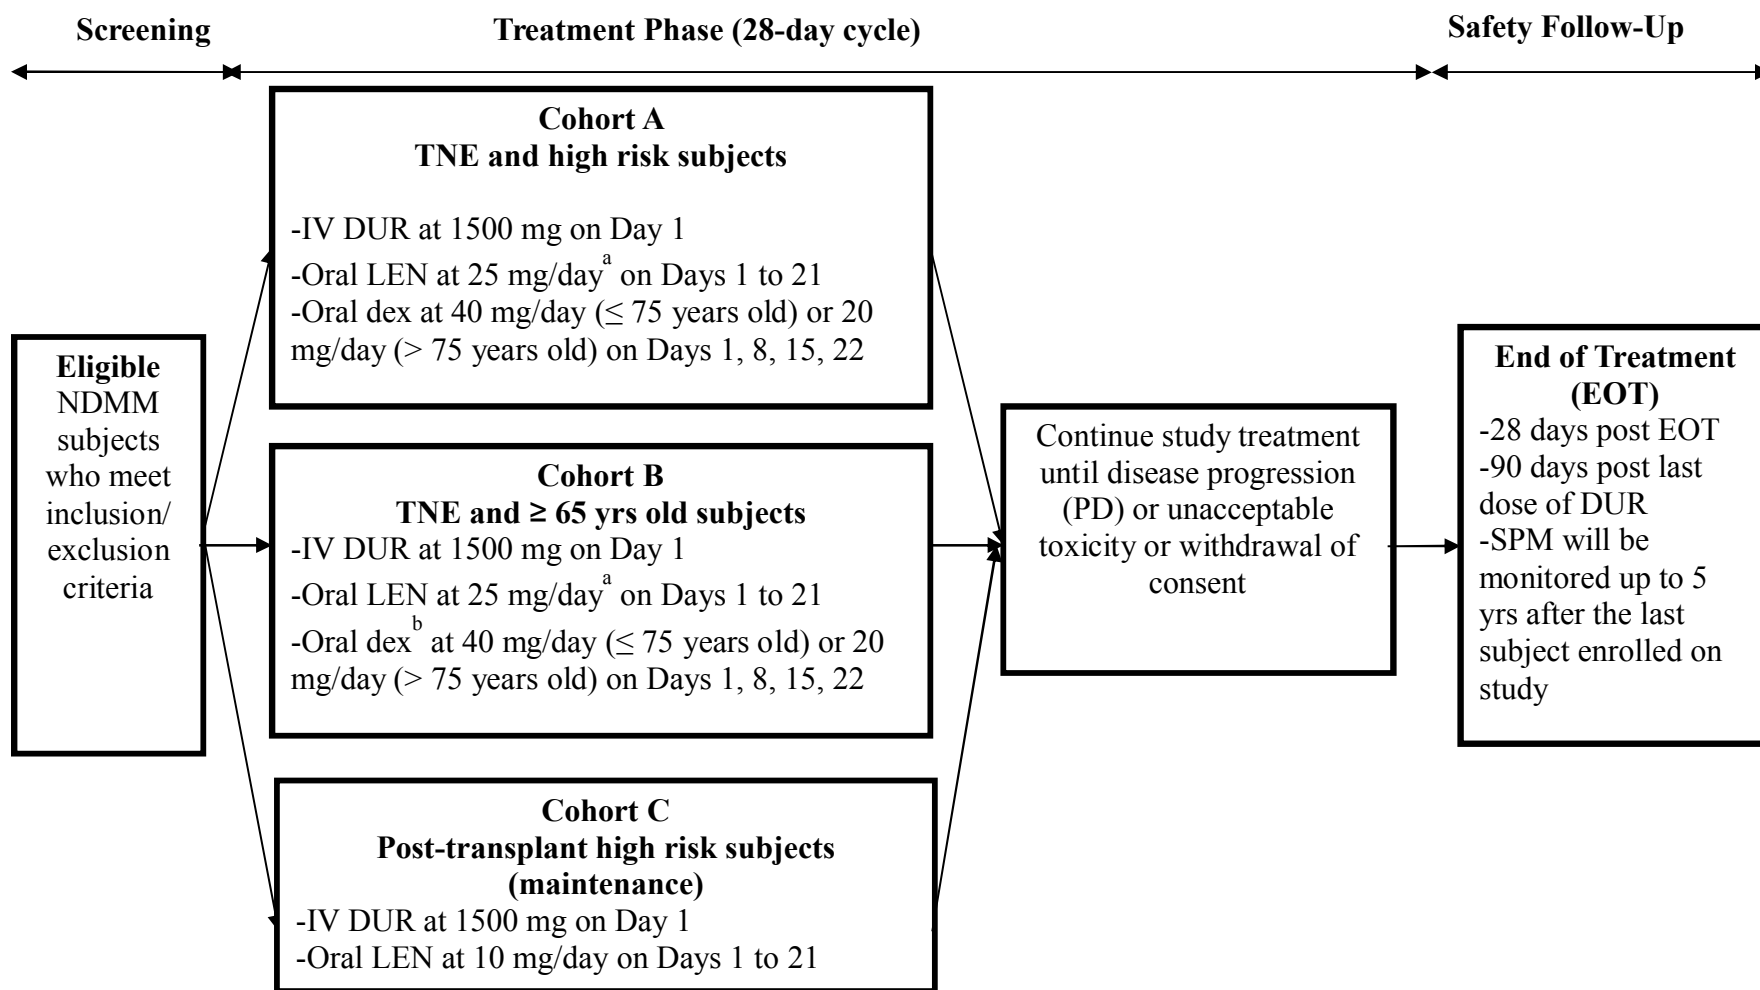 Screening
Treatment Phase (28-day cycle)
Safety Follow-Up
Eligible
NDMM
subjects
who meet
inclusion/
exclusion
criteria
Cohort A
TNE and high risk subjects
-IV DUR at 1500 mg on Day 1
-Oral LEN at 25 mg/day^a on Days 1 to 21
-Oral dex at 40 mg/day (≤ 75 years old) or 20
mg/day (> 75 years old) on Days 1, 8, 15, 22
Cohort B
TNE and ≥ 65 yrs old subjects
-IV DUR at 1500 mg on Day 1
-Oral LEN at 25 mg/day^a on Days 1 to 21
-Oral dex^b at 40 mg/day (≤ 75 years old) or 20
mg/day (> 75 years old) on Days 1, 8, 15, 22
Cohort C
Post-transplant high risk subjects
(maintenance)
-IV DUR at 1500 mg on Day 1
-Oral LEN at 10 mg/day on Days 1 to 21
Continue study treatment
until disease progression
(PD) or unacceptable
toxicity or withdrawal of
consent
End of Treatment
(EOT)
-28 days post EOT
-90 days post last
dose of DUR
-SPM will be
monitored up to 5
yrs after the last
subject enrolled on
study